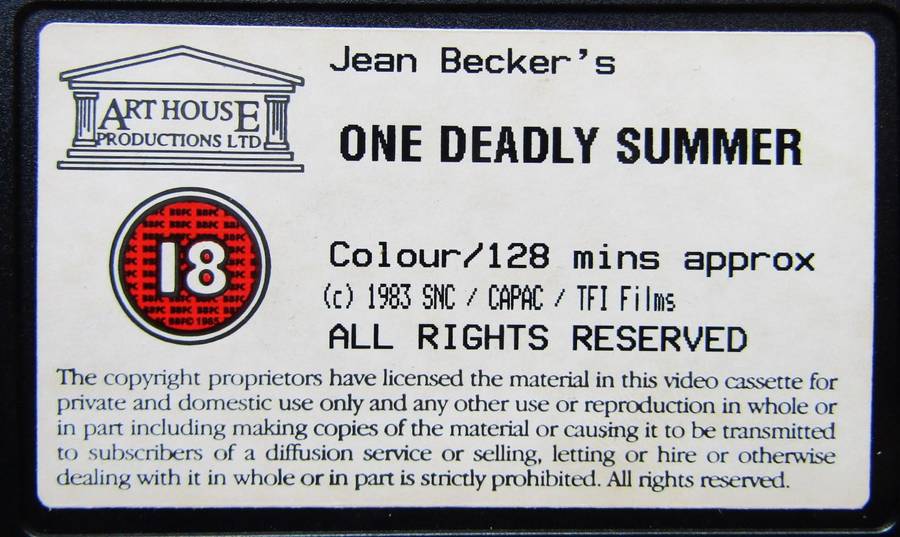 Jean Becker's
ART HOUSE
PRODUCTIONS LTD
ONE DEADLY SUMMER
18
BBFC © 1985
Colour/128 mins approx
(c) 1983 SNC / CAPAC / TFI Films
ALL RIGHTS RESERVED
The copyright proprietors have licensed the material in this video cassette for
private and domestic use only and any other use or reproduction in whole or
in part including making copies of the material or causing it to be transmitted
to subscribers of a diffusion service or selling, letting or hire or otherwise
dealing with it in whole or in part is strictly prohibited. All rights reserved.